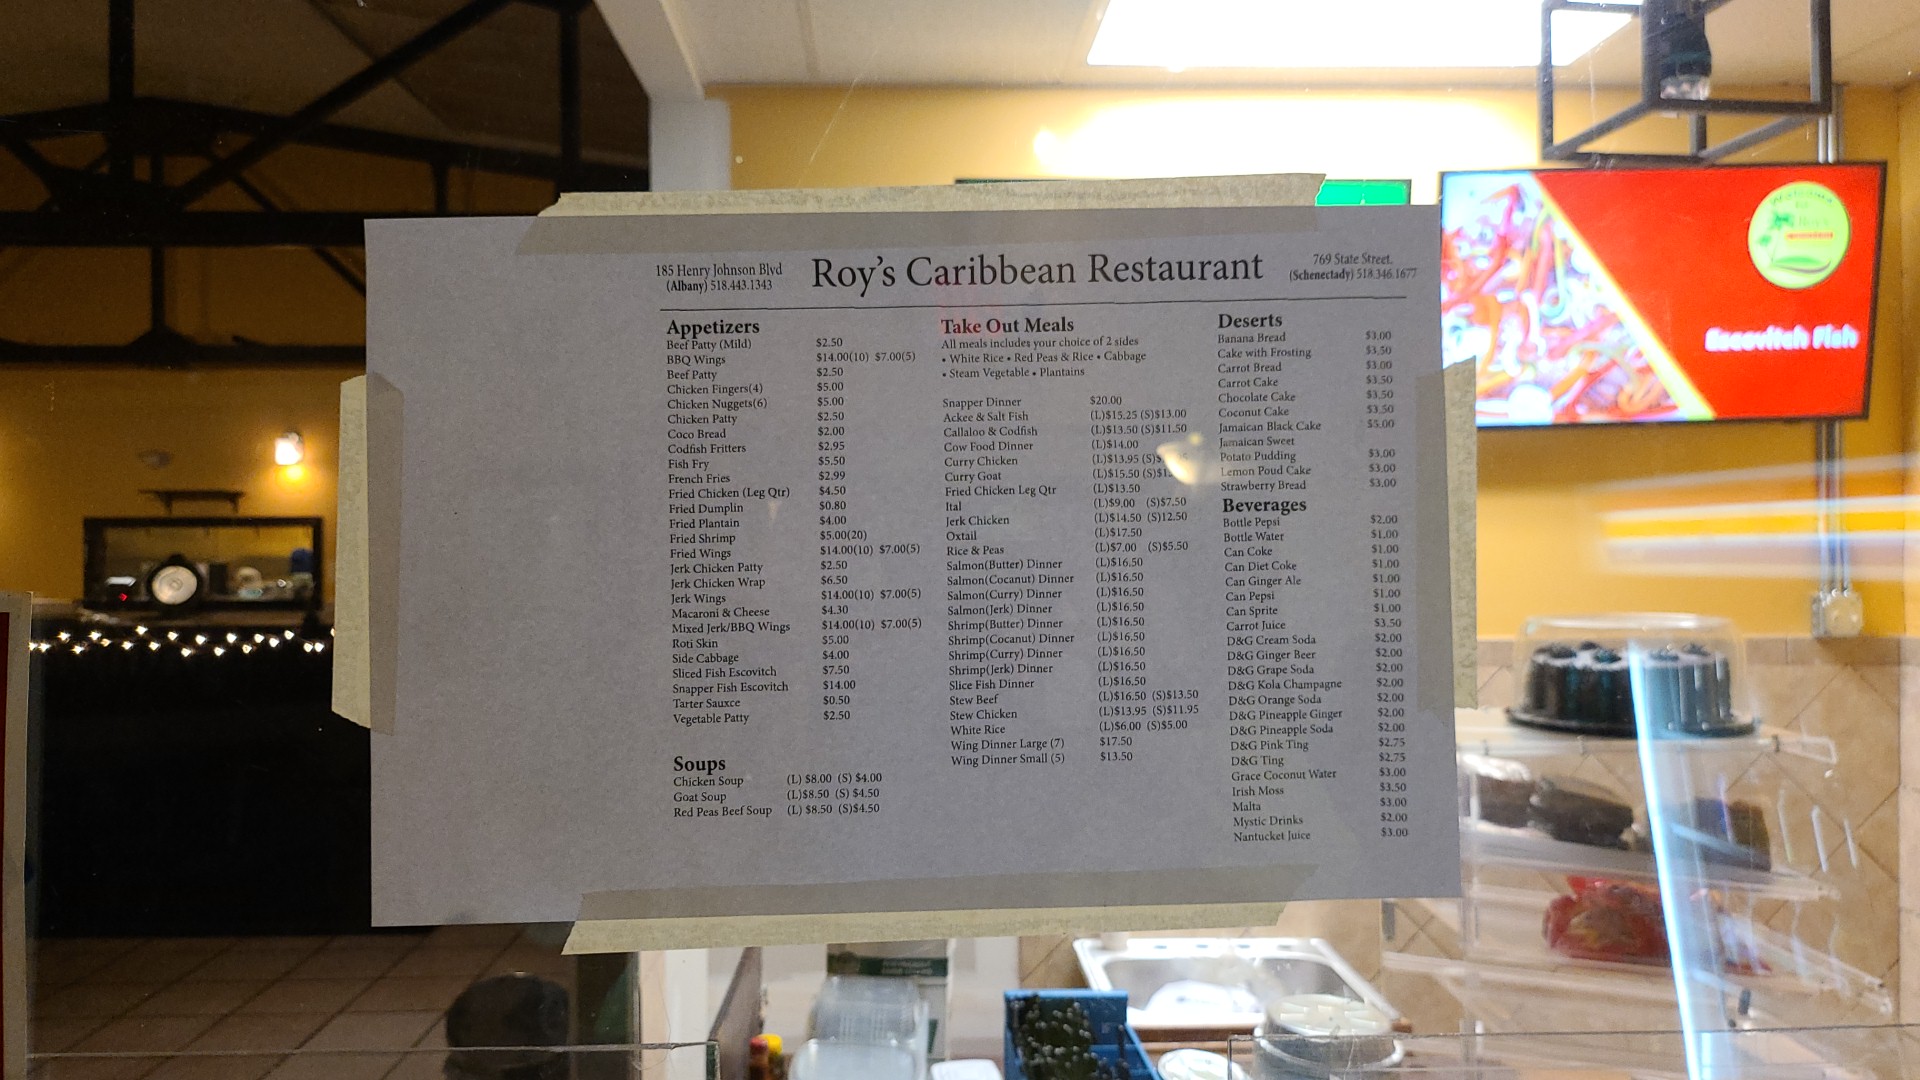 185 Henry Johnson Blvd
(Albany) 518.443.1343
Roy's Caribbean Restaurant
769 State Street.
(Schenectady) 518.346.1677
Appetizers
Beef Patty (Mild) $2.50
BBQ Wings $14.00(10) $7.00(5)
Beef Patty $2.50
Chicken Fingers(4) $5.00
Chicken Nuggets(6) $5.00
Chicken Patty $2.50
Coco Bread $2.00
Codfish Fritters $2.95
Fish Fry $5.50
French Fries $2.99
Fried Chicken (Leg Qtr) $4.50
Fried Dumplin $0.80
Fried Plantain $4.00
Fried Shrimp $5.00(20)
Fried Wings $14.00(10) $7.00(5)
Jerk Chicken Patty $2.50
Jerk Chicken Wrap $6.50
Jerk Wings $14.00(10) $7.00(5)
Macaroni & Cheese $4.30
Mixed Jerk/BBQ Wings $14.00(10) $7.00(5)
Roti Skin $5.00
Side Cabbage $4.00
Sliced Fish Escovitch $7.50
Snapper Fish Escovitch $14.00
Tarter Sauxce $0.50
Vegetable Patty $2.50
Soups
Chicken Soup (L) $8.00 (S) $4.00
Goat Soup (L)$8.50 (S) $4.50
Red Peas Beef Soup (L) $8.50 (S)$4.50
Take Out Meals
All meals includes your choice of 2 sides
• White Rice • Red Peas & Rice • Cabbage
• Steam Vegetable • Plantains
Snapper Dinner $20.00
Ackee & Salt Fish (L)$15.25 (S)$13.00
Callaloo & Codfish (L)$13.50 (S)$11.50
Cow Food Dinner (L)$14.00
Curry Chicken (L)$13.95
Curry Goat (L)$15.50
Fried Chicken Leg Qtr (L)$13.50
Ital (L)$9.00 (S)$7.50
Jerk Chicken (L)$14.50 (S)12.50
Oxtail (L)$17.50
Rice & Peas (L)$7.00 (S)$5.50
Salmon(Butter) Dinner (L)$16.50
Salmon(Cocanut) Dinner (L)$16.50
Salmon(Curry) Dinner (L)$16.50
Salmon(Jerk) Dinner (L)$16.50
Shrimp(Butter) Dinner (L)$16.50
Shrimp(Cocanut) Dinner (L)$16.50
Shrimp(Curry) Dinner (L)$16.50
Shrimp(Jerk) Dinner (L)$16.50
Slice Fish Dinner (L)$16.50
Stew Beef (L)$16.50 (S)$13.50
Stew Chicken (L)$13.95 (S)$11.95
White Rice (L)$6.00 (S)$5.00
Wing Dinner Large (7) $17.50
Wing Dinner Small (5) $13.50
Deserts
Banana Bread $3.00
Cake with Frosting $3.50
Carrot Bread $3.00
Carrot Cake $3.50
Chocolate Cake $3.50
Coconut Cake $3.50
Jamaican Black Cake $5.00
Jamaican Sweet
Potato Pudding $3.00
Lemon Poud Cake $3.00
Strawberry Bread $3.00
Beverages
Bottle Pepsi $2.00
Bottle Water $1.00
Can Coke $1.00
Can Diet Coke $1.00
Can Ginger Ale $1.00
Can Pepsi $1.00
Can Sprite $1.00
Carrot Juice $3.50
D&G Cream Soda $2.00
D&G Ginger Beer $2.00
D&G Grape Soda $2.00
D&G Kola Champagne $2.00
D&G Orange Soda $2.00
D&G Pineapple Ginger $2.00
D&G Pineapple Soda $2.00
D&G Pink Ting $2.75
D&G Ting $2.75
Grace Coconut Water $3.00
Irish Moss $3.50
Malta $3.00
Mystic Drinks $2.00
Nantucket Juice $3.00
Welcome
Escovitch Fish